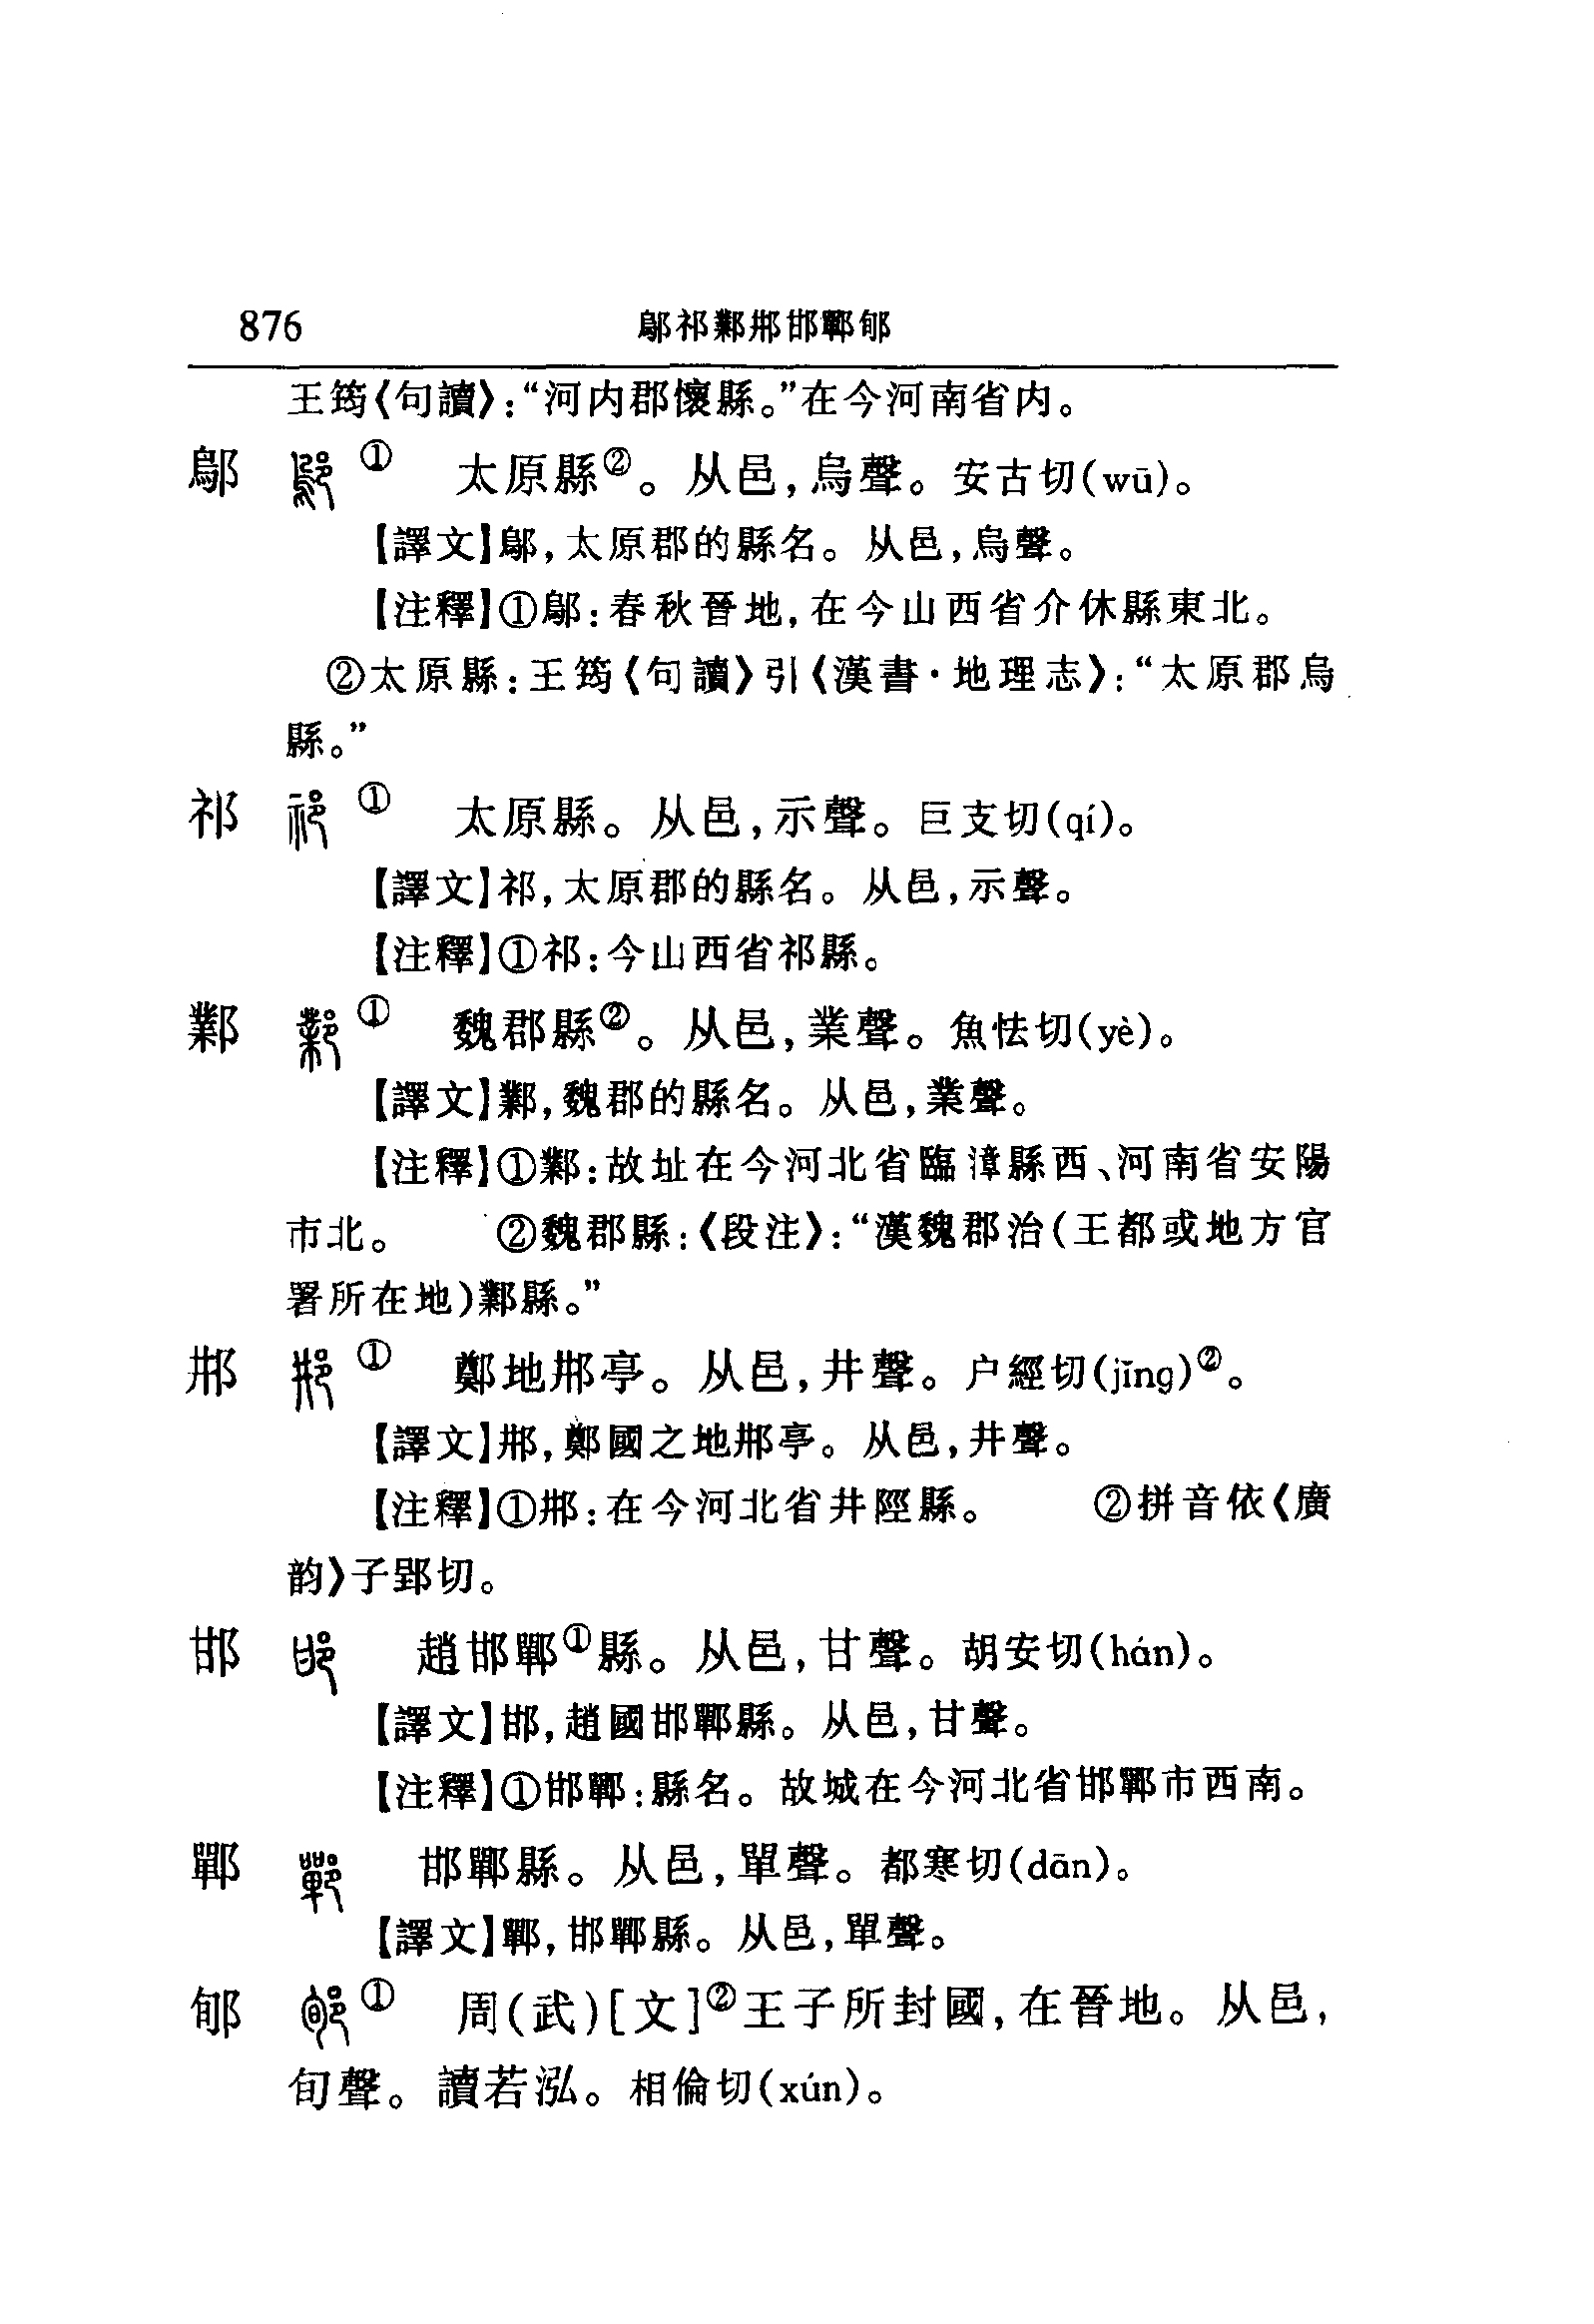 876 鄔祁鄴邢邯鄲郇
王筠《句讀》：“河内郡懷縣。”在今河南省内。
鄔 ① 太原縣②。从邑，烏聲。安古切(wū)。
【譯文】鄔，太原郡的縣名。从邑，烏聲。
【注釋】①鄔：春秋晉地，在今山西省介休縣東北。
②太原縣：王筠《句讀》引《漢書·地理志》：“太原郡烏
縣。”
祁 ① 太原縣。从邑，示聲。巨支切(qí)。
【譯文】祁，太原郡的縣名。从邑，示聲。
【注釋】①祁：今山西省祁縣。
鄴 ① 魏郡縣②。从邑，業聲。魚怯切(yè)。
【譯文】鄴，魏郡的縣名。从邑，業聲。
【注釋】①鄴：故址在今河北省臨漳縣西、河南省安陽
市北。 ②魏郡縣：《段注》：“漢魏郡治(王都或地方官
署所在地)鄴縣。”
郱 ① 鄭地郱亭。从邑，井聲。户經切(jǐng)②。
【譯文】郱，鄭國之地郱亭。从邑，井聲。
【注釋】①郱：在今河北省井陘縣。 ②拼音依《廣
韵》子郢切。
邯 趙邯鄲①縣。从邑，甘聲。胡安切(hán)。
【譯文】邯，趙國邯鄲縣。从邑，甘聲。
【注釋】①邯鄲：縣名。故城在今河北省邯鄲市西南。
鄲 邯鄲縣。从邑，單聲。都寒切(dān)。
【譯文】鄲，邯鄲縣。从邑，單聲。
郇 ① 周(武)[文]②王子所封國，在晉地。从邑，
旬聲。讀若泓。相倫切(xún)。